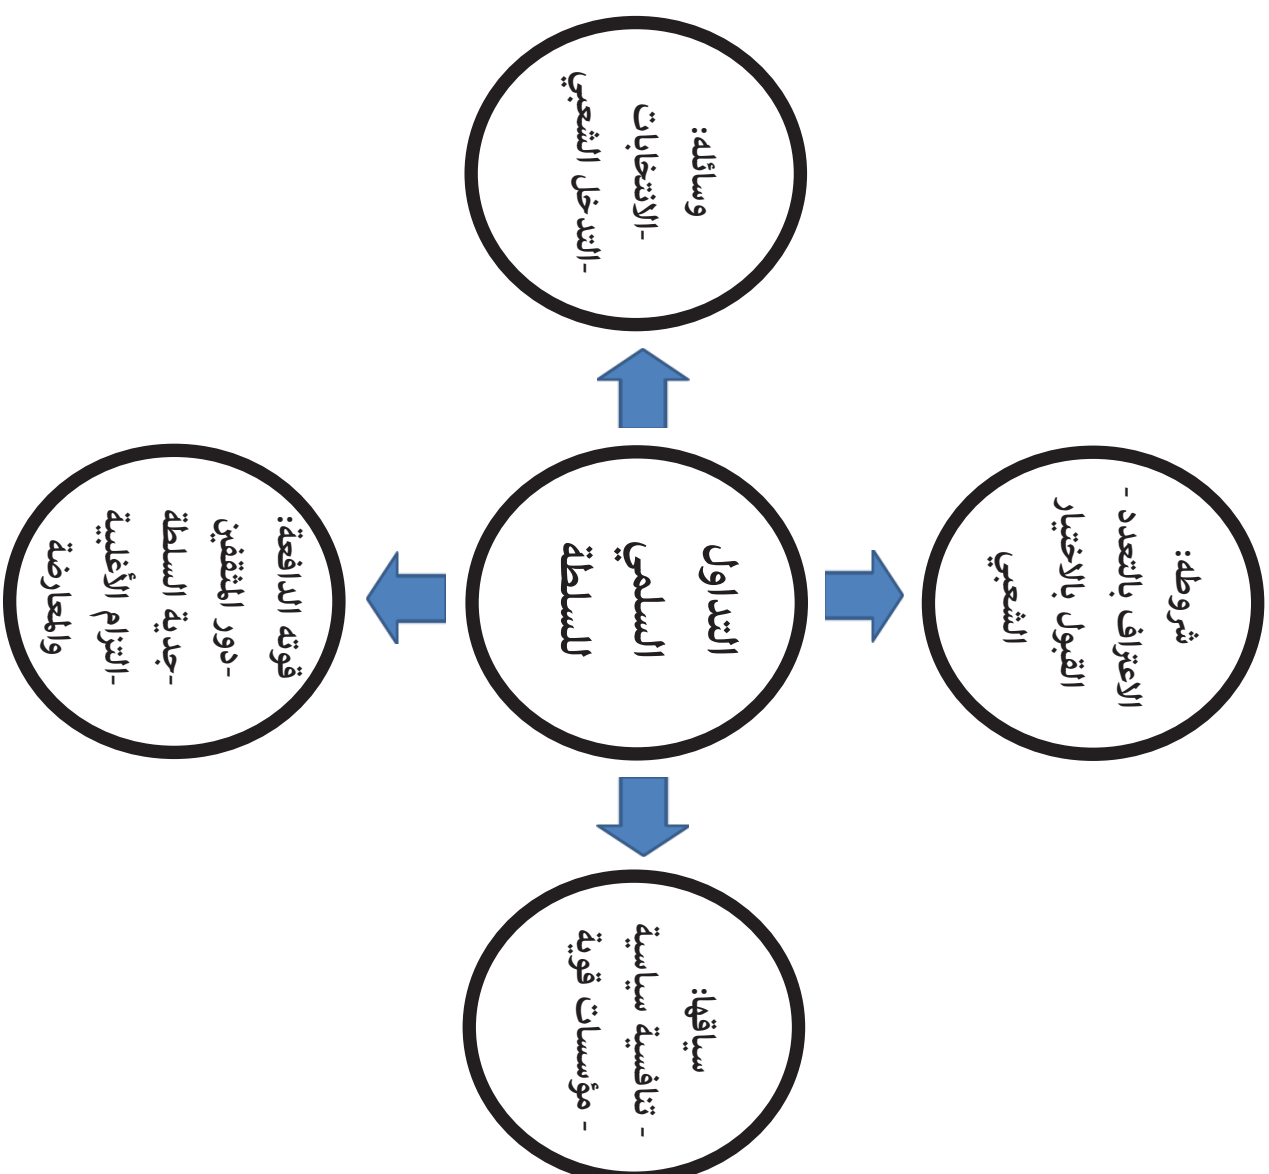 التداول
السلمي
للسلطة
شروطه:
الاعتراف بالتعدد -
القبول بالاختيار
الشعبي
وسائله:
-الانتخابات
-التدخل الشعبي
سياقها:
- تنافسية سياسية
- مؤسسات قوية
قوته الدافعة:
-دور المثقفين
-جدية السلطة
-التزام الأغلبية
والمعارضة